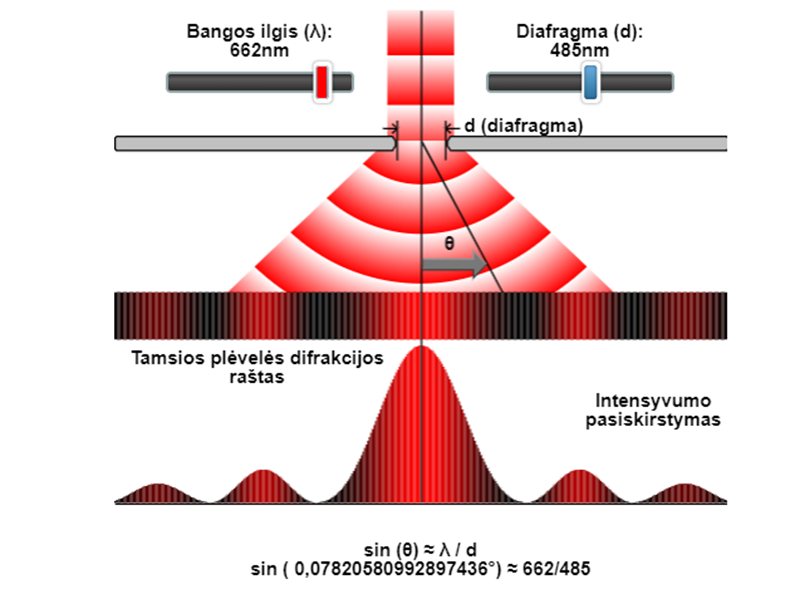 Bangos ilgis (λ):
662nm
Diafragma (d):
485nm
d (diafragma)
θ
Tamsios plėvelės difrakcijos
raštas
Intensyvumo
pasiskirstymas
sin (θ) ≈ λ / d
sin ( 0,07820580992897436°) ≈ 662/485